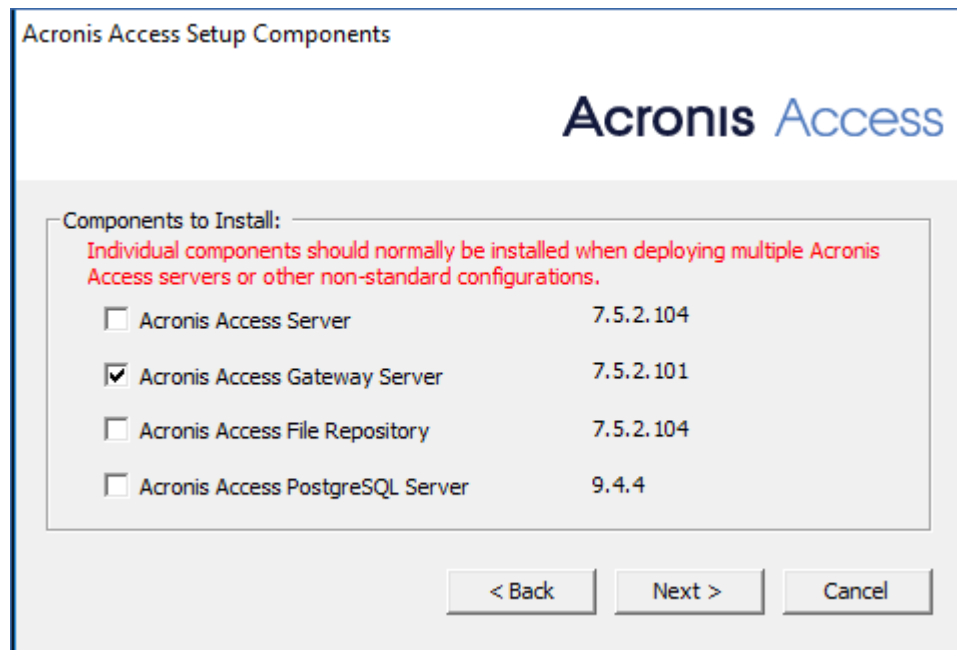 Acronis Access Setup Components
Acronis Access
Components to Install:
Individual components should normally be installed when deploying multiple Acronis
Access servers or other non-standard configurations.
Acronis Access Server 7.5.2.104
Acronis Access Gateway Server 7.5.2.101
Acronis Access File Repository 7.5.2.104
Acronis Access PostgreSQL Server 9.4.4
< Back Next > Cancel